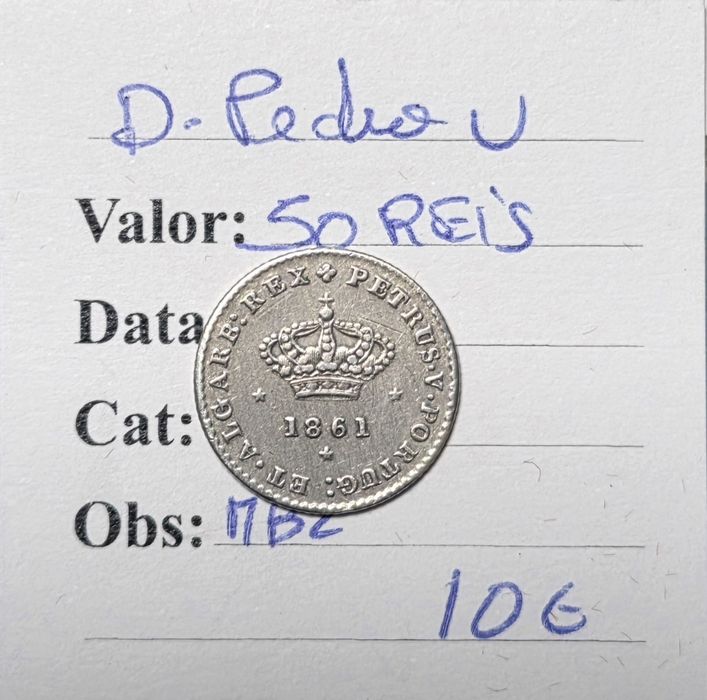 D. Pedro V
Valor: 50 REIS
Data
PETRUS·V·PORTUG: ET·ALGARB: REX
1861
Cat:
Obs: MBC
10€